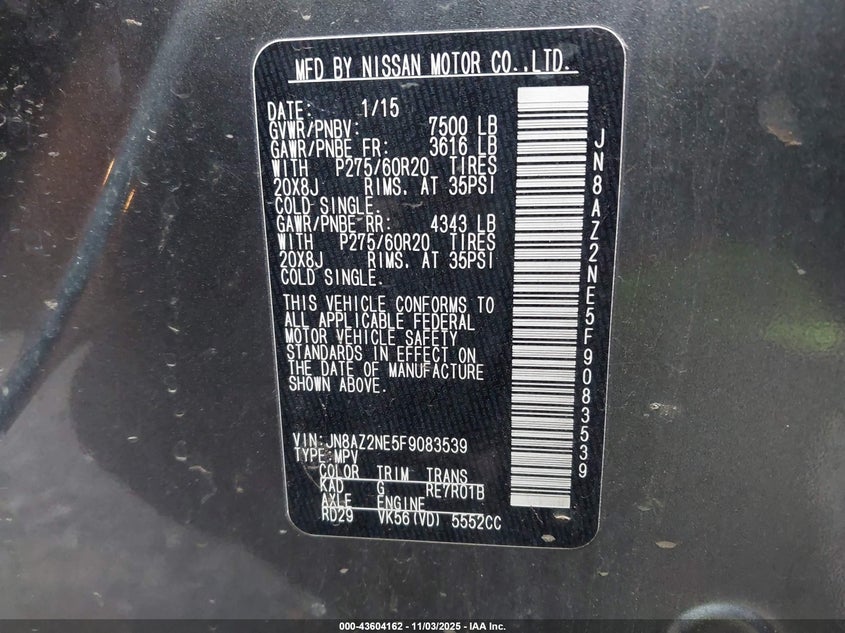 MFD BY NISSAN MOTOR CO.,LTD.
DATE: 1/15
GVWR/PNBV: 7500 LB
GAWR/PNBE FR: 3616 LB
WITH P275/60R20 TIRES
20X8J RIMS. AT 35PSI
COLD SINGLE.
GAWR/PNBE RR: 4343 LB
WITH P275/60R20 TIRES
20X8J RIMS. AT 35PSI
COLD SINGLE.
THIS VEHICLE CONFORMS TO
ALL APPLICABLE FEDERAL
MOTOR VEHICLE SAFETY
STANDARDS IN EFFECT ON
THE DATE OF MANUFACTURE
SHOWN ABOVE.
VIN:JN8AZ2NE5F9083539
TYPE:MPV
COLOR TRIM TRANS
KAD G RE7R01B
AXLE ENGINE
RD29 VK56(VD) 5552CC
JN8AZ2NE5F9083539
000-43604162 - 11/03/2025 - IAA Inc.